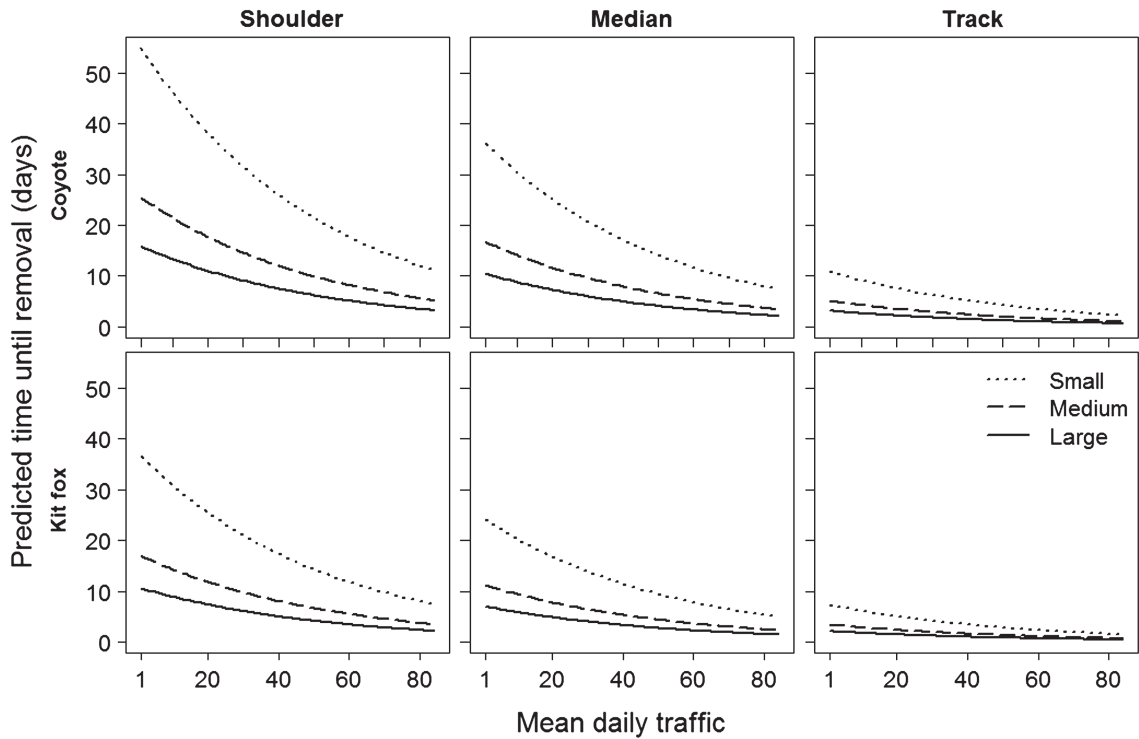 Shoulder Median Track
Predicted time until removal (days)
Coyote
50
40
30
20
10
0
Kit fox
50
40
30
20
10
0
Small
Medium
Large
1 20 40 60 80 1 20 40 60 80 1 20 40 60 80
Mean daily traffic